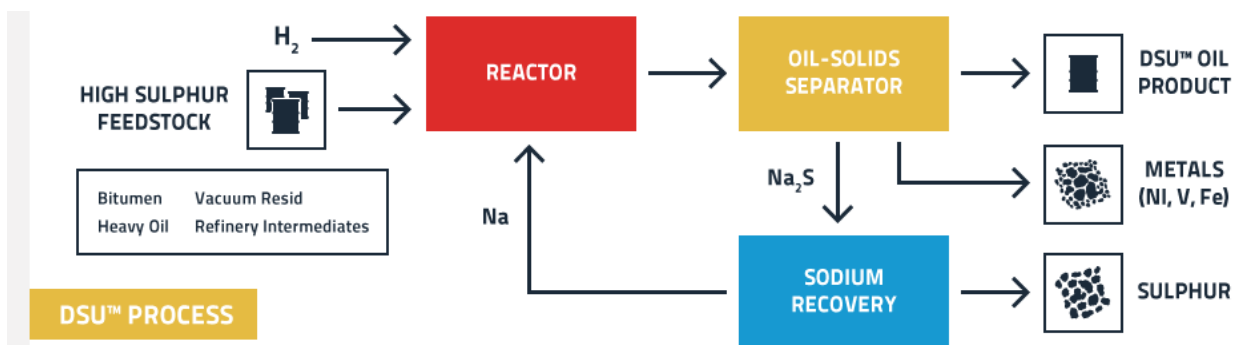 H₂
HIGH SULPHUR
FEEDSTOCK
Bitumen Vacuum Resid
Heavy Oil Refinery Intermediates
REACTOR
OIL-SOLIDS
SEPARATOR
DSU™ OIL
PRODUCT
METALS
(NI, V, Fe)
Na₂S
Na
SODIUM
RECOVERY
SULPHUR
DSU™ PROCESS